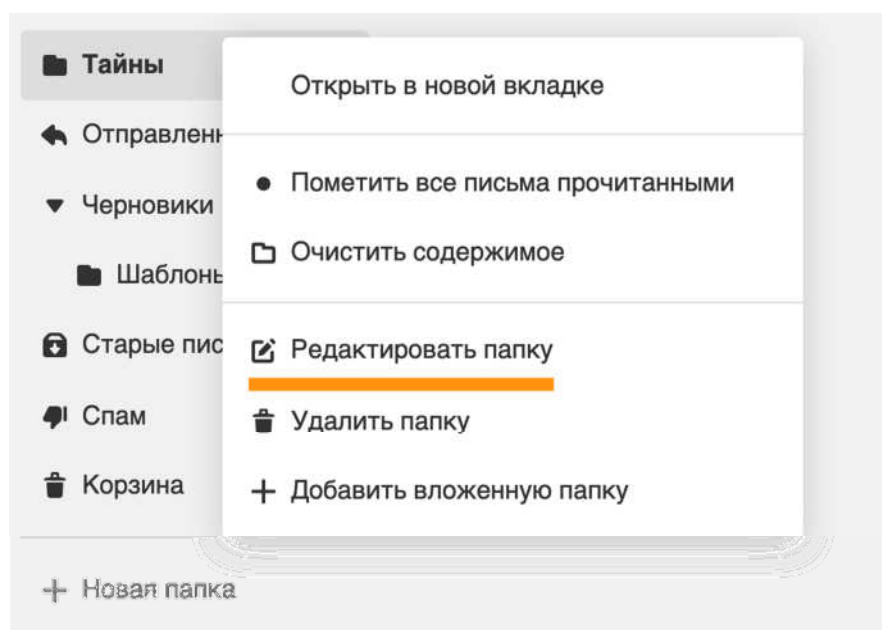 Тайны
Открыть в новой вкладке
Отправленн
Пометить все письма прочитанными
Черновики
Очистить содержимое
Шаблоны
Старые пис
Редактировать папку
Спам
Удалить папку
Корзина
Добавить вложенную папку
Новая папка